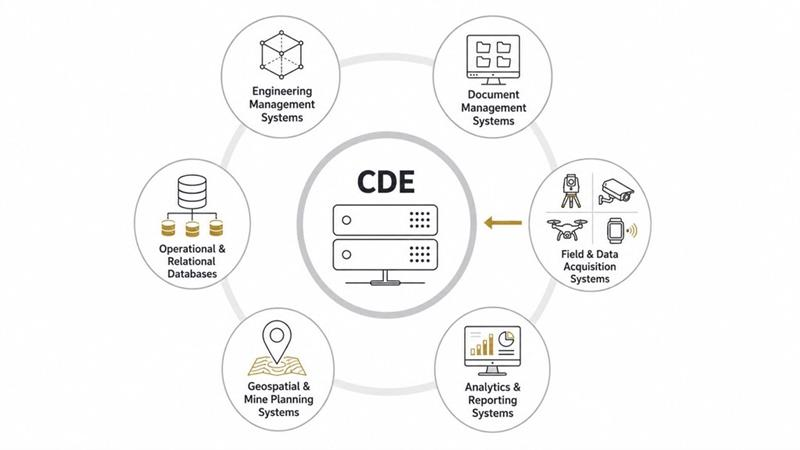 Engineering
Management
Systems
Document
Management
Systems
CDE
Operational &
Relational
Databases
Field & Data
Acquisition
Systems
Geospatial &
Mine Planning
Systems
Analytics &
Reporting
Systems